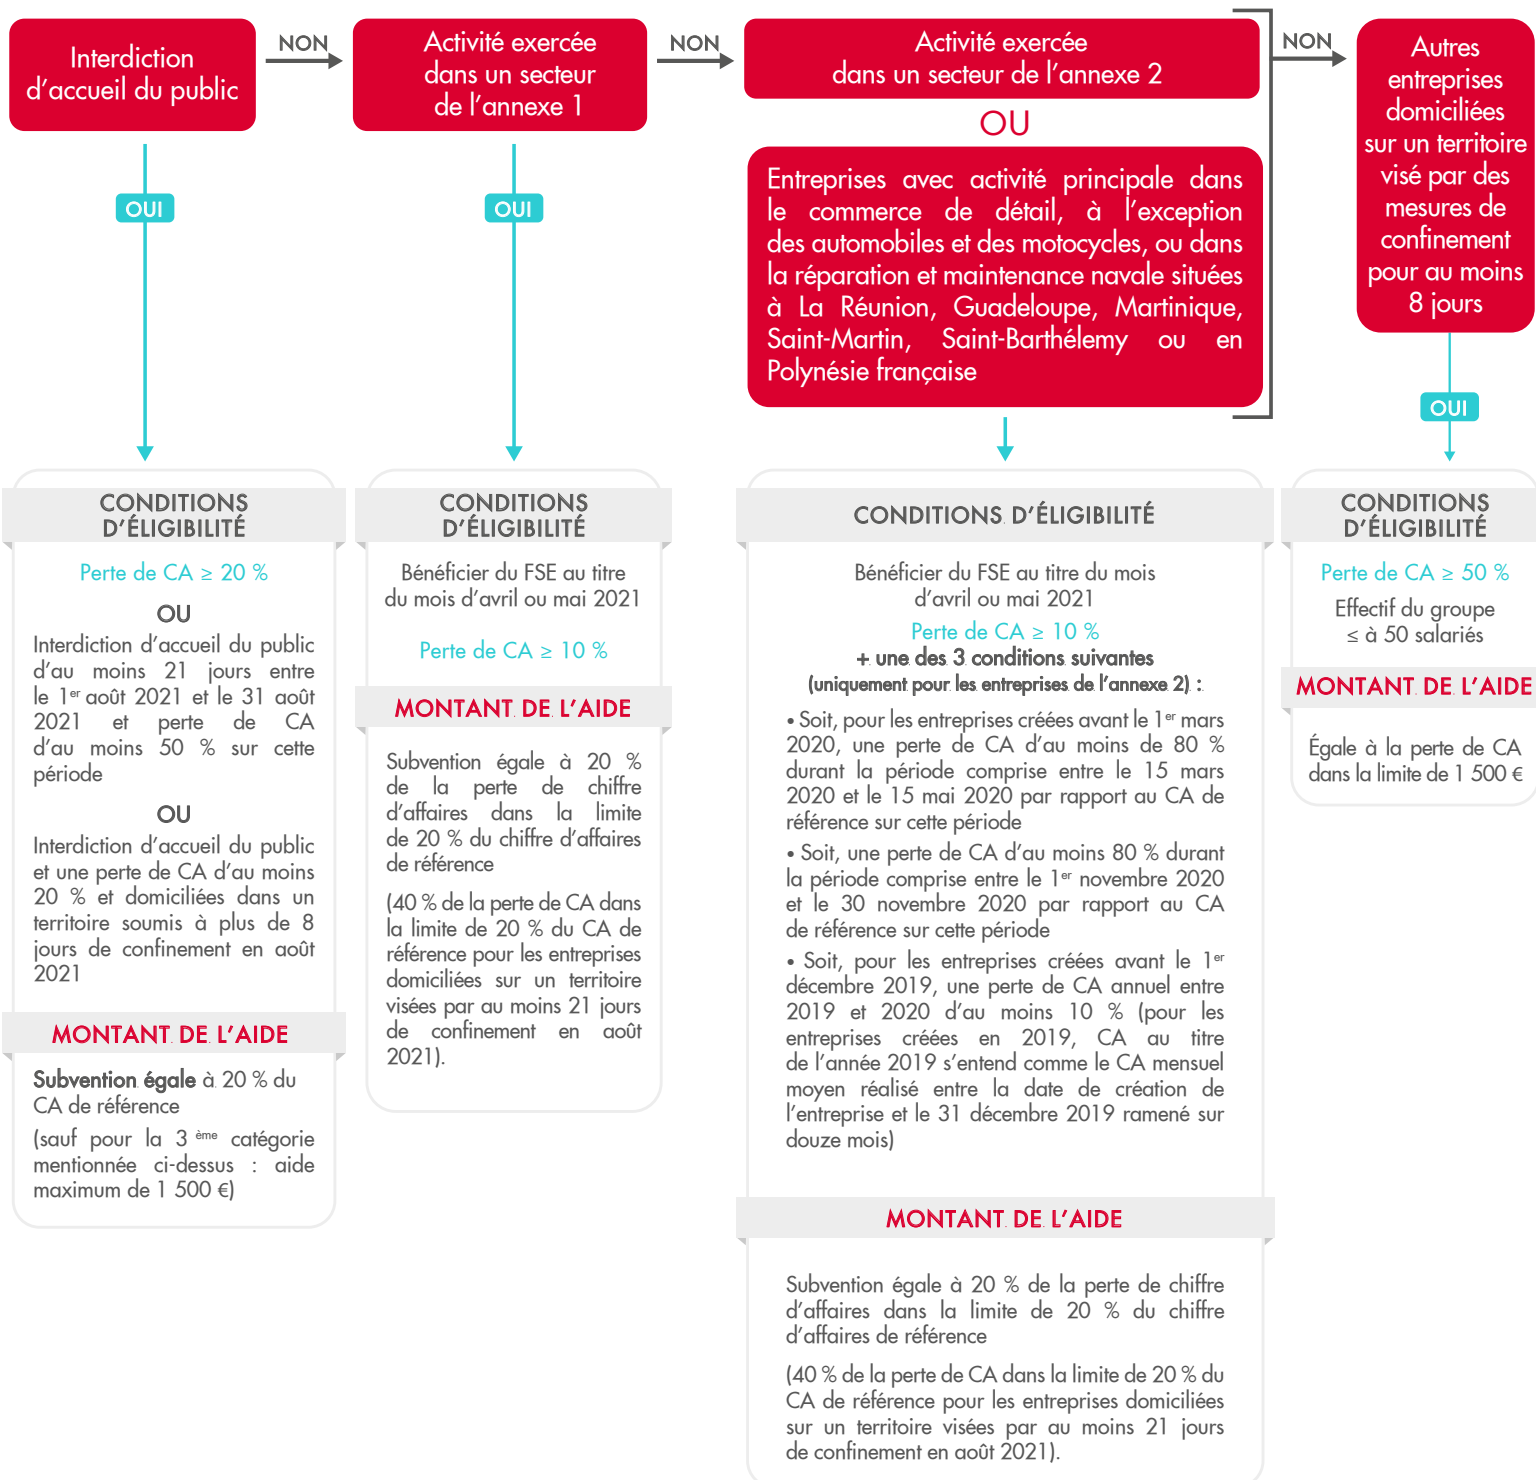 Interdiction
d'accueil du public
NON
Activité exercée
dans un secteur
de l'annexe 1
NON
Activité exercée
dans un secteur de l'annexe 2
OU
Entreprises avec activité principale dans
le commerce de détail, à l'exception
des automobiles et des motocycles, ou dans
la réparation et maintenance navale situées
à La Réunion, Guadeloupe, Martinique,
Saint-Martin, Saint-Barthélemy ou en
Polynésie française
NON
Autres
entreprises
domiciliées
sur un territoire
visé par des
mesures de
confinement
pour au moins
8 jours
OUI
OUI
OUI
CONDITIONS
D'ÉLIGIBILITÉ
Perte de CA ≥ 20 %
OU
Interdiction d'accueil du public
d'au moins 21 jours entre
le 1er août 2021 et le 31 août
2021 et perte de CA
d'au moins 50 % sur cette
période
OU
Interdiction d'accueil du public
et une perte de CA d'au moins
20 % et domiciliées dans un
territoire soumis à plus de 8
jours de confinement en août
2021
MONTANT DE L'AIDE
Subvention égale à 20 % du
CA de référence
(sauf pour la 3 ème catégorie
mentionnée ci-dessus : aide
maximum de 1 500 €)
CONDITIONS
D'ÉLIGIBILITÉ
Bénéficier du FSE au titre
du mois d'avril ou mai 2021
Perte de CA ≥ 10 %
MONTANT DE L'AIDE
Subvention égale à 20 %
de la perte de chiffre
d'affaires dans la limite
de 20 % du chiffre d'affaires
de référence
(40 % de la perte de CA dans
la limite de 20 % du CA de
référence pour les entreprises
domiciliées sur un territoire
visées par au moins 21 jours
de confinement en août
2021).
CONDITIONS D'ÉLIGIBILITÉ
Bénéficier du FSE au titre du mois
d'avril ou mai 2021
Perte de CA ≥ 10 %
+ une des 3 conditions suivantes
(uniquement pour les entreprises de l'annexe 2) :
• Soit, pour les entreprises créées avant le 1er mars
2020, une perte de CA d'au moins de 80 %
durant la période comprise entre le 15 mars
2020 et le 15 mai 2020 par rapport au CA de
référence sur cette période
• Soit, une perte de CA d'au moins 80 % durant
la période comprise entre le 1er novembre 2020
et le 30 novembre 2020 par rapport au CA
de référence sur cette période
• Soit, pour les entreprises créées avant le 1er
décembre 2019, une perte de CA annuel entre
2019 et 2020 d'au moins 10 % (pour les
entreprises créées en 2019, CA au titre
de l'année 2019 s'entend comme le CA mensuel
moyen réalisé entre la date de création de
l'entreprise et le 31 décembre 2019 ramené sur
douze mois)
MONTANT DE L'AIDE
Subvention égale à 20 % de la perte de chiffre
d'affaires dans la limite de 20 % du chiffre
d'affaires de référence
(40 % de la perte de CA dans la limite de 20 % du
CA de référence pour les entreprises domiciliées
sur un territoire visées par au moins 21 jours
de confinement en août 2021).
CONDITIONS
D'ÉLIGIBILITÉ
Perte de CA ≥ 50 %
Effectif du groupe
≤ à 50 salariés
MONTANT DE L'AIDE
Égale à la perte de CA
dans la limite de 1 500 €